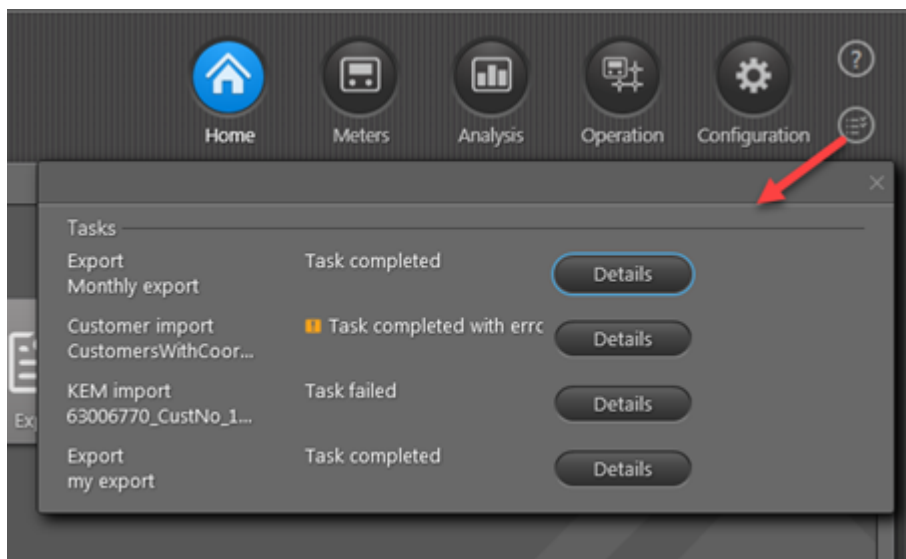 ?
Home Meters Analysis Operation Configuration
Tasks
Export Task completed Details
Monthly export
Customer import Task completed with errc Details
CustomersWithCoor...
KEM import Task failed Details
63006770_CustNo_1...
Export Task completed Details
my export
Ex